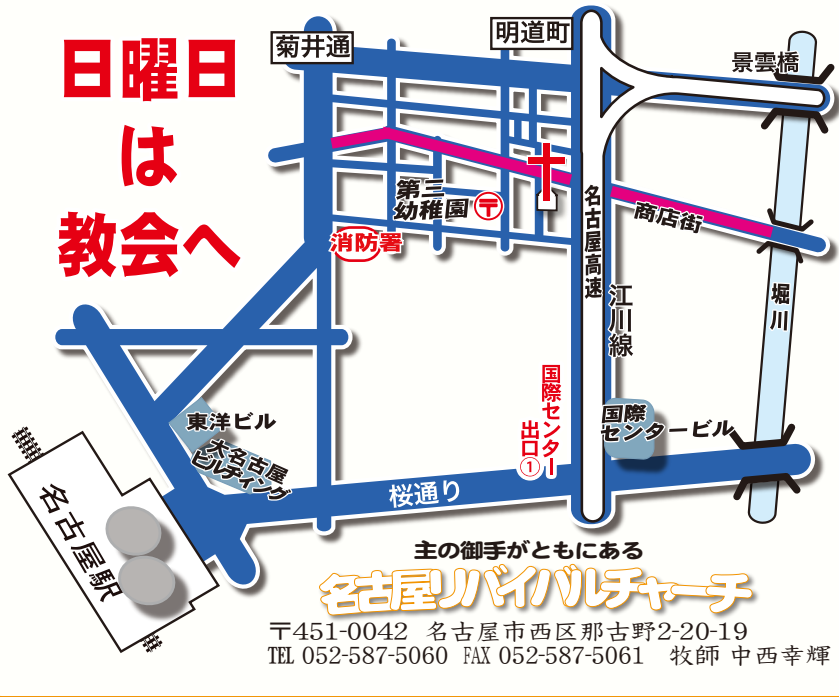 日曜日
は
教会へ
菊井通
明道町
景雲橋
第三
幼稚園
〒
消防署
商店街
名古屋高速
江川線
堀川
国際センター
出口①
国際
センタービル
東洋ビル
大名古屋
ビルヂィング
桜通り
名古屋駅
主の御手がともにある
名古屋リバイバルチャーチ
〒451-0042 名古屋市西区那古野2-20-19
TEL 052-587-5060 FAX 052-587-5061 牧師 中西幸輝